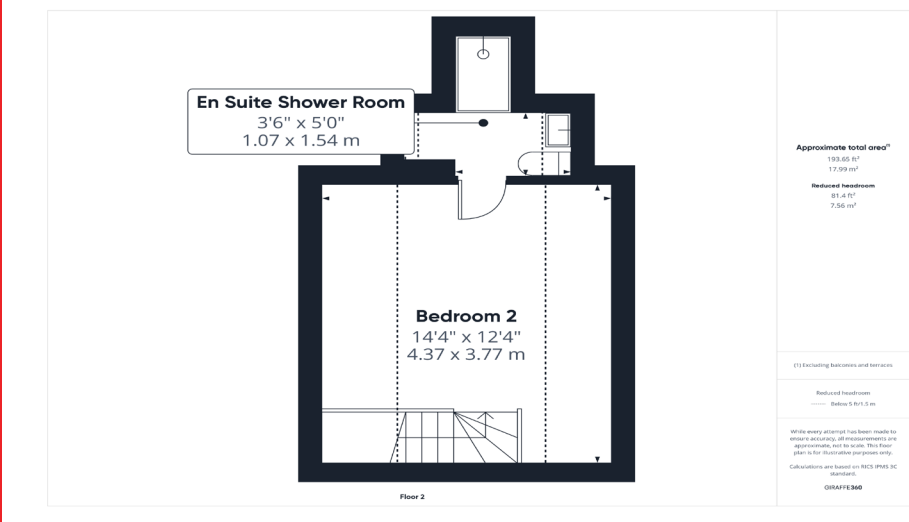 En Suite Shower Room
3'6" x 5'0"
1.07 x 1.54 m
Bedroom 2
14'4" x 12'4"
4.37 x 3.77 m
Floor 2
Approximate total area(1)
193.65 ft²
17.99 m²
Reduced headroom
81.4 ft²
7.56 m²
(1) Excluding balconies and terraces
Reduced headroom
Below 5 ft/1.5 m
While every attempt has been made to
ensure accuracy, all measurements are
approximate, not to scale. This floor
plan is for illustrative purposes only.
Calculations are based on RICS IPMS 3C
standard.
GIRAFFE360